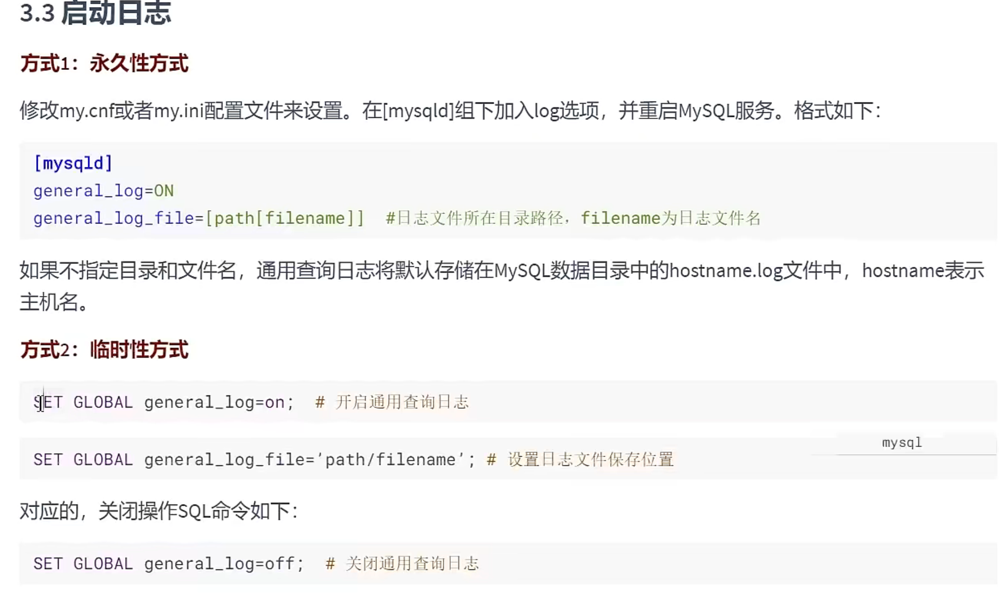 3.3 启动日志
方式1：永久性方式
修改my.cnf或者my.ini配置文件来设置。在[mysqld]组下加入log选项，并重启MySQL服务。格式如下：
[mysqld]
general_log=ON
general_log_file=[path[filename]]  #日志文件所在目录路径，filename为日志文件名
如果不指定目录和文件名，通用查询日志将默认存储在MySQL数据目录中的hostname.log文件中，hostname表示
主机名。
方式2：临时性方式
SET GLOBAL general_log=on;  # 开启通用查询日志
mysql
SET GLOBAL general_log_file=’path/filename’; # 设置日志文件保存位置
对应的，关闭操作SQL命令如下：
SET GLOBAL general_log=off;  # 关闭通用查询日志